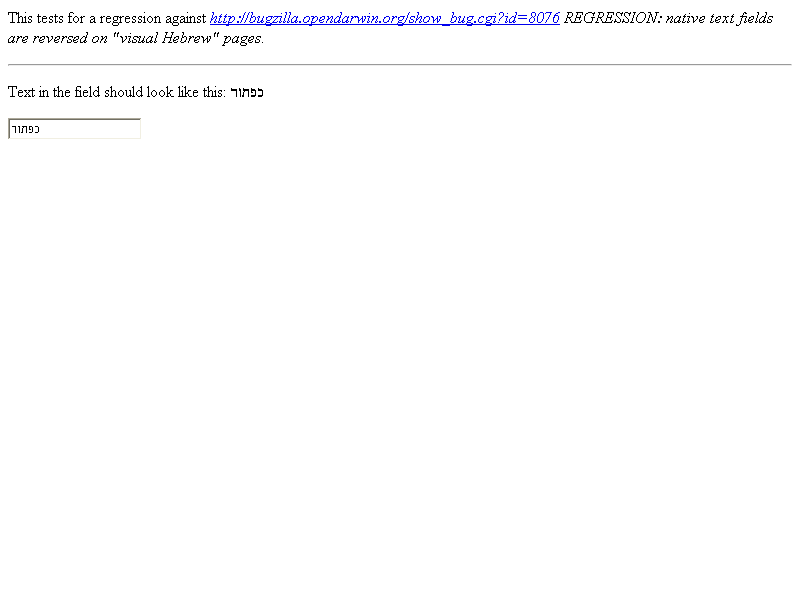 This tests for a regression against http://bugzilla.opendarwin.org/show_bug.cgi?id=8076 REGRESSION: native text fields
are reversed on "visual Hebrew" pages.
Text in the field should look like this: כפתור
כפתור